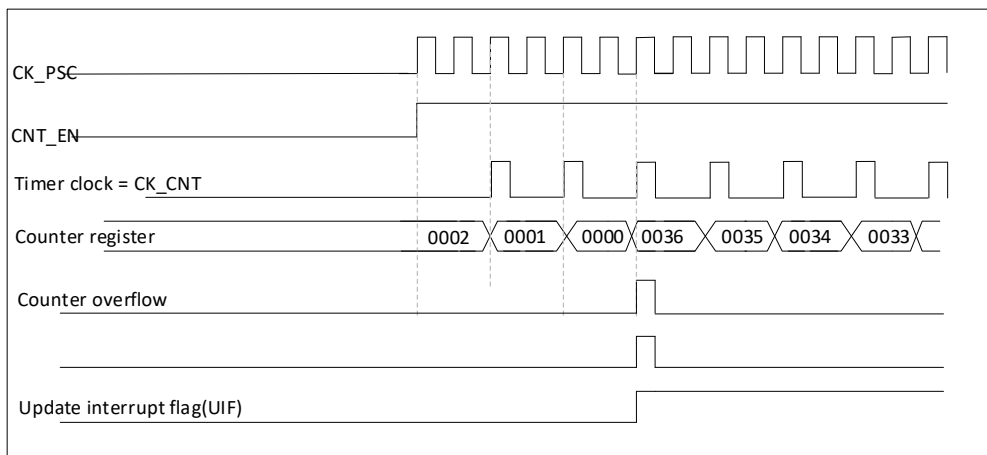 CK_PSC
CNT_EN
Timer clock = CK_CNT
Counter register 0002 0001 0000 0036 0035 0034 0033
Counter overflow
Update interrupt flag(UIF)